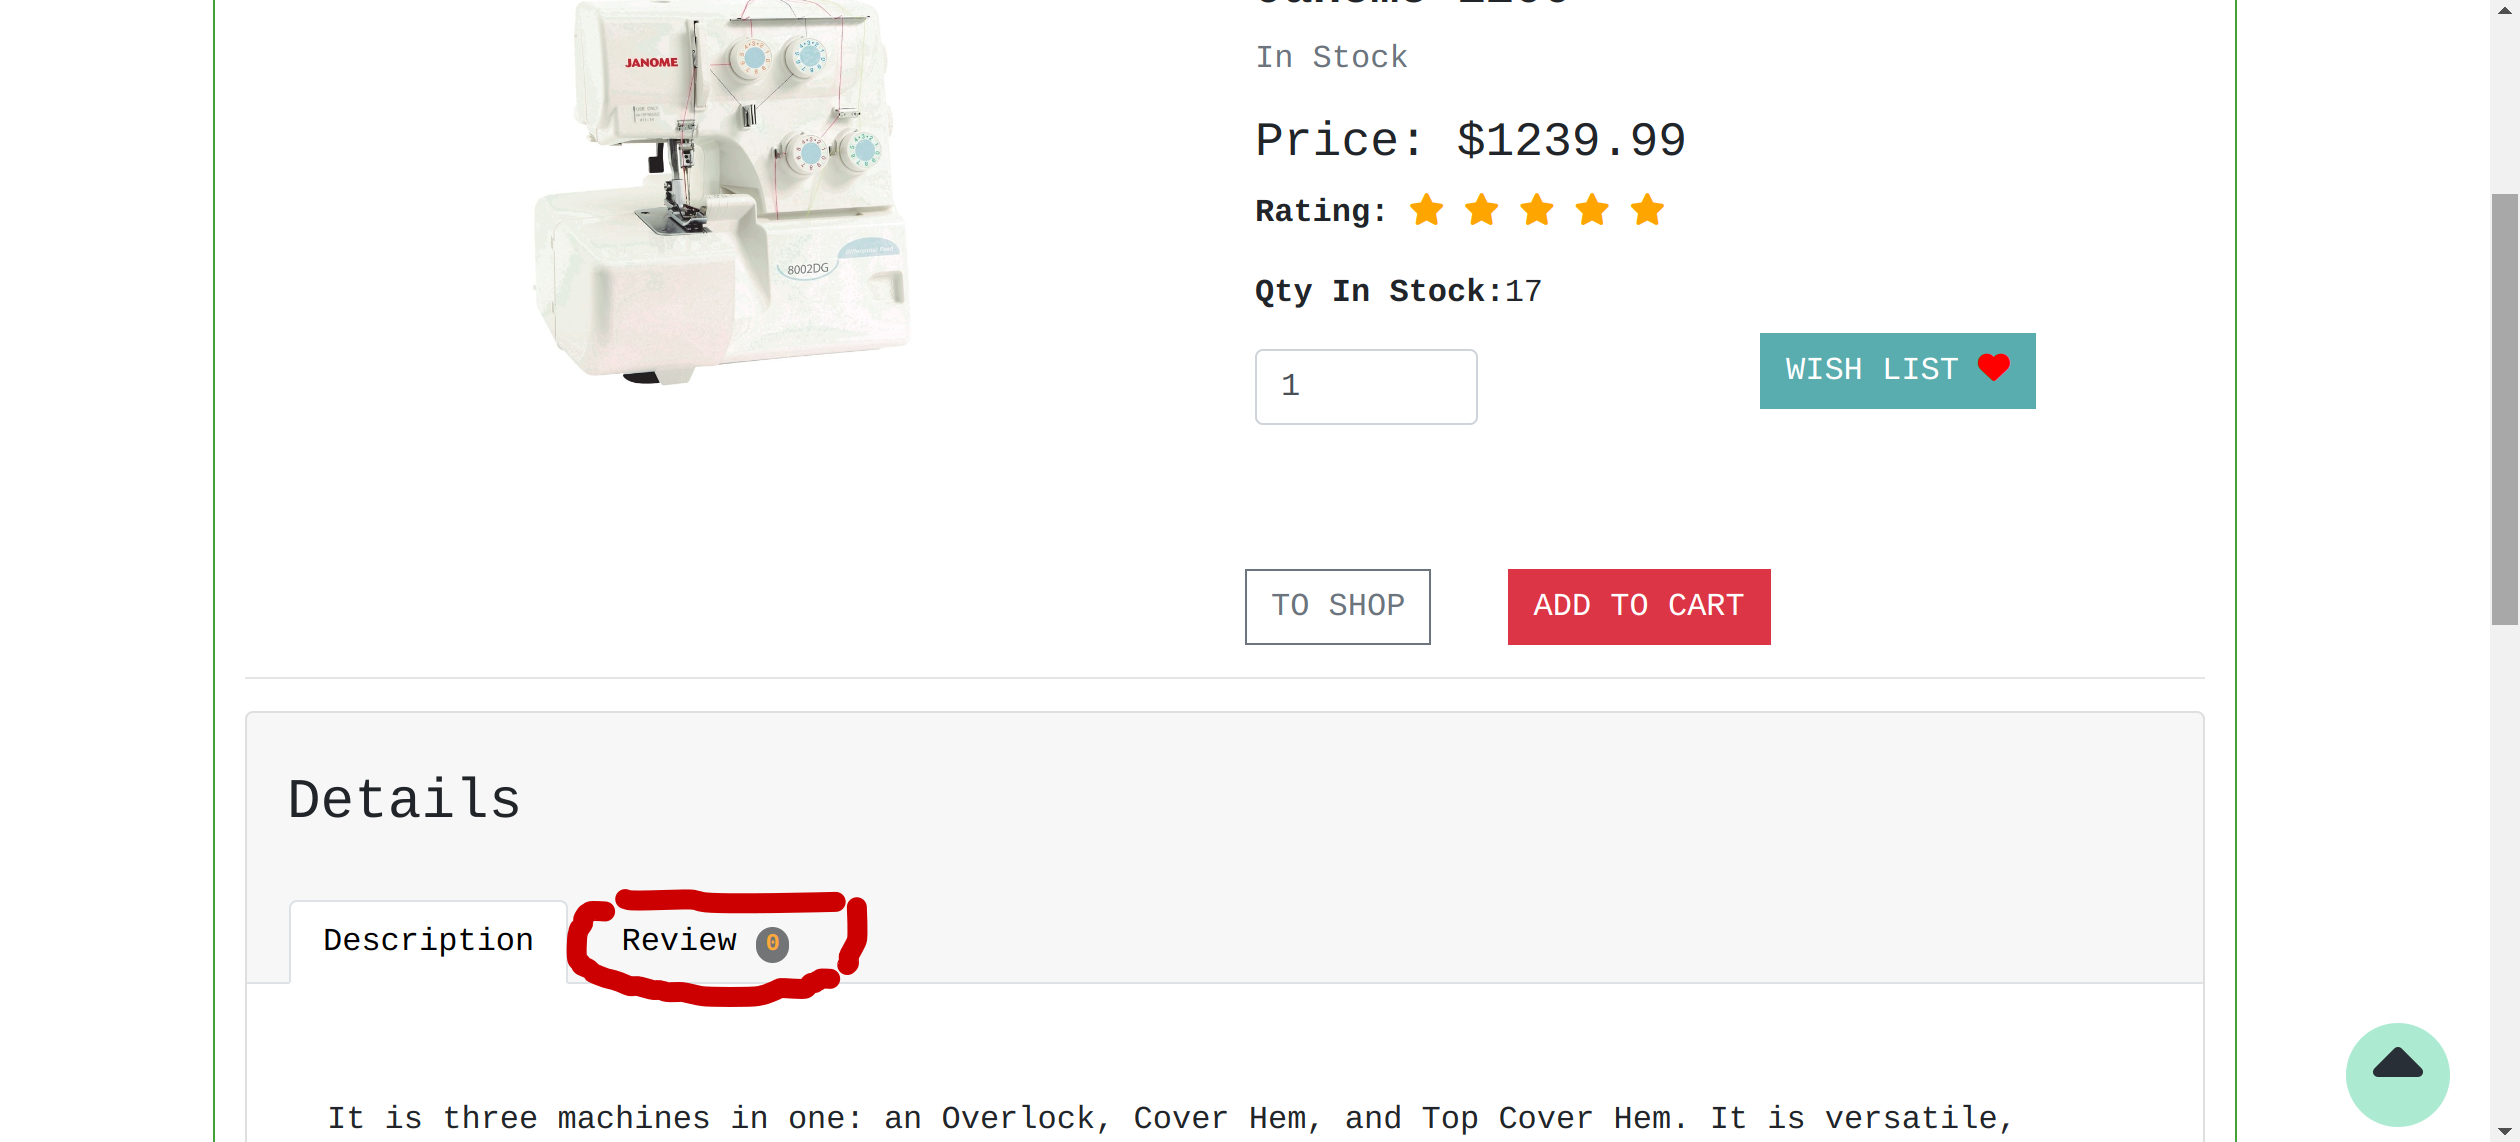 In Stock
JANOME
Price: $1239.99
Rating:
8002DG
Qty In Stock:17
1
WISH LIST
TO SHOP
ADD TO CART
Details
Description
Review 0
It is three machines in one: an Overlock, Cover Hem, and Top Cover Hem. It is versatile,